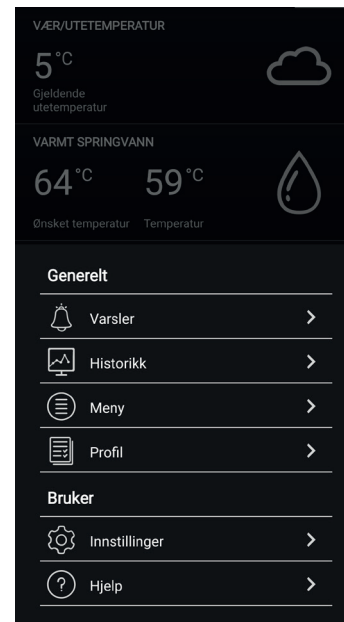 VÆR/UTETEMPERATUR
5°C
Gjeldende
utetemperatur
VARMT SPRINGVANN
64°C 59°C
Ønsket temperatur Temperatur
Generelt
Varsler
Historikk
Meny
Profil
Bruker
Innstillinger
Hjelp